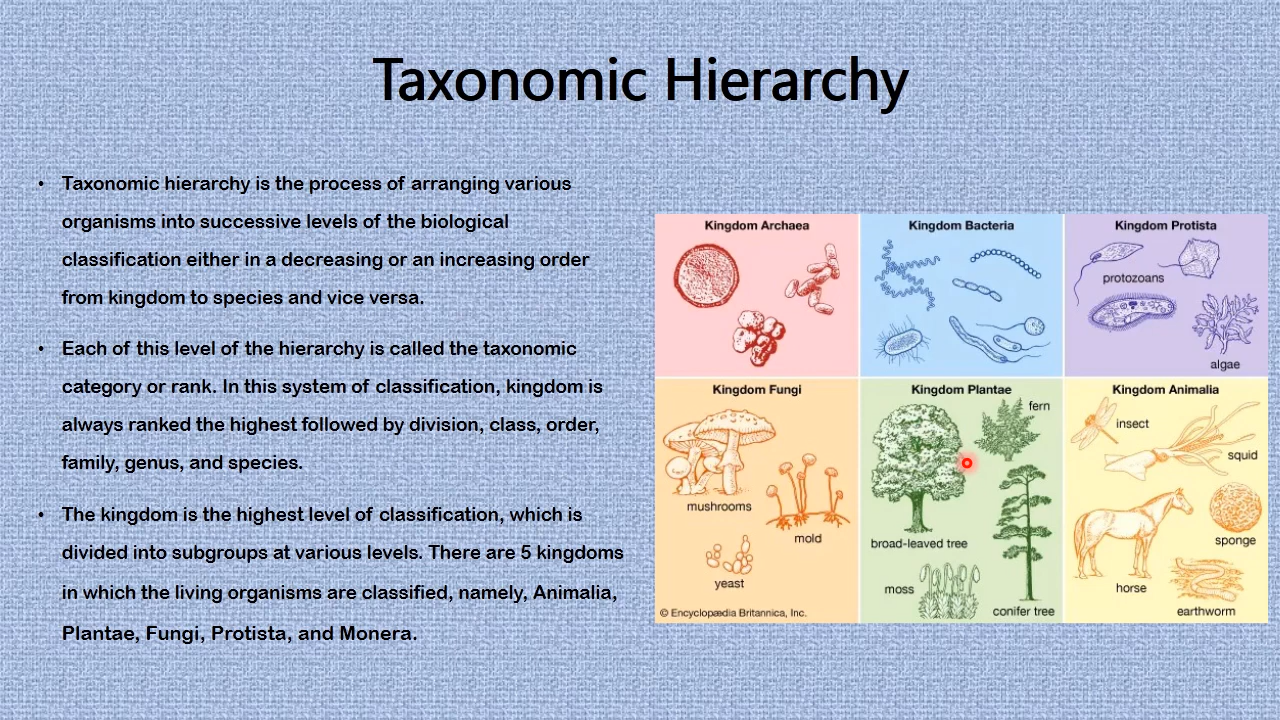 Taxonomic Hierarchy
• Taxonomic hierarchy is the process of arranging various
organisms into successive levels of the biological
classification either in a decreasing or an increasing order
from kingdom to species and vice versa.
• Each of this level of the hierarchy is called the taxonomic
category or rank. In this system of classification, kingdom is
always ranked the highest followed by division, class, order,
family, genus, and species.
• The kingdom is the highest level of classification, which is
divided into subgroups at various levels. There are 5 kingdoms
in which the living organisms are classified, namely, Animalia,
Plantae, Fungi, Protista, and Monera.
Kingdom Archaea
Kingdom Bacteria
Kingdom Protista
protozoans
algae
Kingdom Fungi
mushrooms
mold
yeast
© Encyclopædia Britannica, Inc.
Kingdom Plantae
fern
broad-leaved tree
moss
conifer tree
Kingdom Animalia
insect
squid
sponge
horse
earthworm